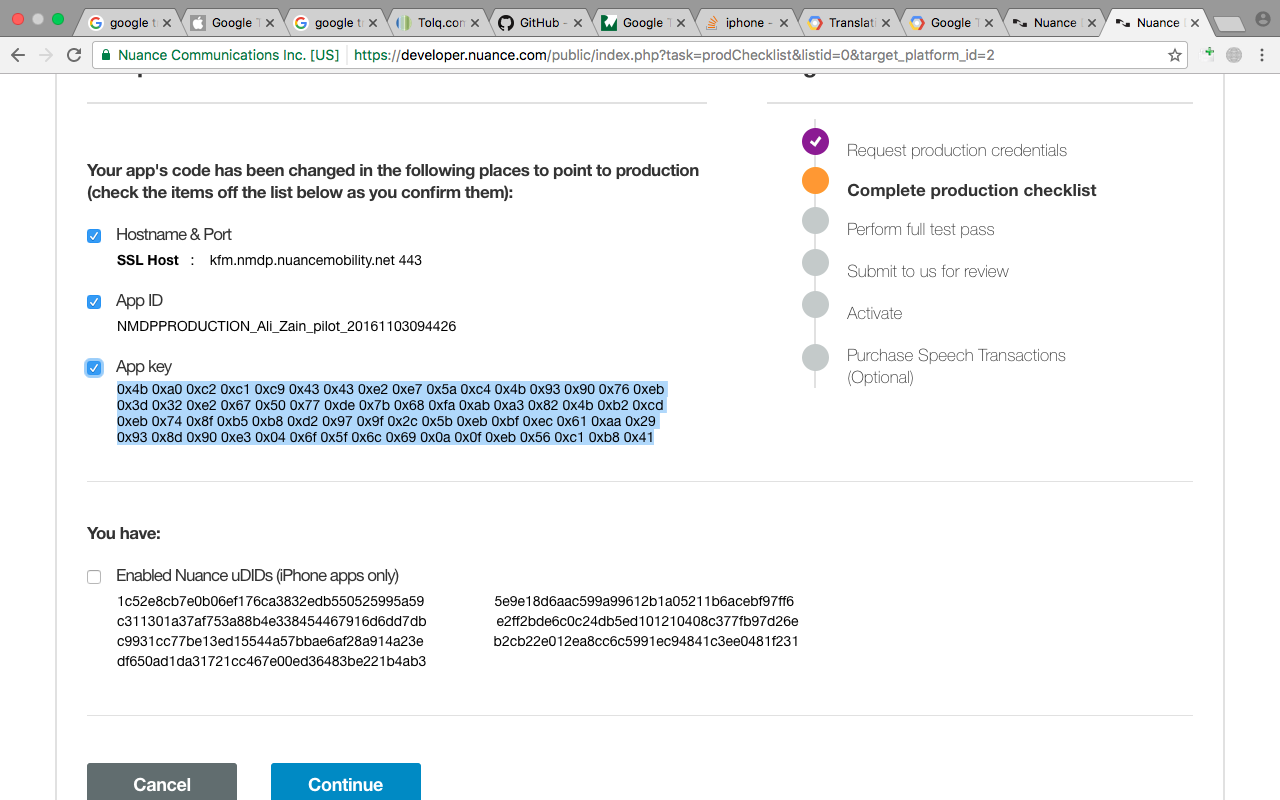 google t
Google T
google t
Tolq.con
GitHub -
Google T
iphone -
Translati
Google T
Nuance
Nuance
Nuance Communications Inc. [US]
https://developer.nuance.com/public/index.php?task=prodChecklist&listid=0&target_platform_id=2
Your app's code has been changed in the following places to point to production
(check the items off the list below as you confirm them):
Hostname & Port
SSL Host : kfm.nmdp.nuancemobility.net 443
App ID
NMDPPRODUCTION_Ali_Zain_pilot_20161103094426
App key
0x4b 0xa0 0xc2 0xc1 0xc9 0x43 0x43 0xe2 0xe7 0x5a 0xc4 0x4b 0x93 0x90 0x76 0xeb
0x3d 0x32 0xe2 0x67 0x50 0x77 0xde 0x7b 0x68 0xfa 0xab 0xa3 0x82 0x4b 0xb2 0xcd
0xeb 0x74 0x8f 0xb5 0xb8 0xd2 0x97 0x9f 0x2c 0x5b 0xeb 0xbf 0xec 0x61 0xaa 0x29
0x93 0x8d 0x90 0xe3 0x04 0x6f 0x5f 0x6c 0x69 0x0a 0x0f 0xeb 0x56 0xc1 0xb8 0x41
Request production credentials
Complete production checklist
Perform full test pass
Submit to us for review
Activate
Purchase Speech Transactions
(Optional)
You have:
Enabled Nuance uDIDs (iPhone apps only)
1c52e8cb7e0b06ef176ca3832edb550525995a59 5e9e18d6aac599a99612b1a05211b6acebf97ff6
c311301a37af753a88b4e338454467916d6dd7db e2ff2bde6c0c24db5ed101210408c377fb97d26e
c9931cc77be13ed15544a57bbae6af28a914a23e b2cb22e012ea8cc6c5991ec94841c3ee0481f231
df650ad1da31721cc467e00ed36483be221b4ab3
Cancel
Continue